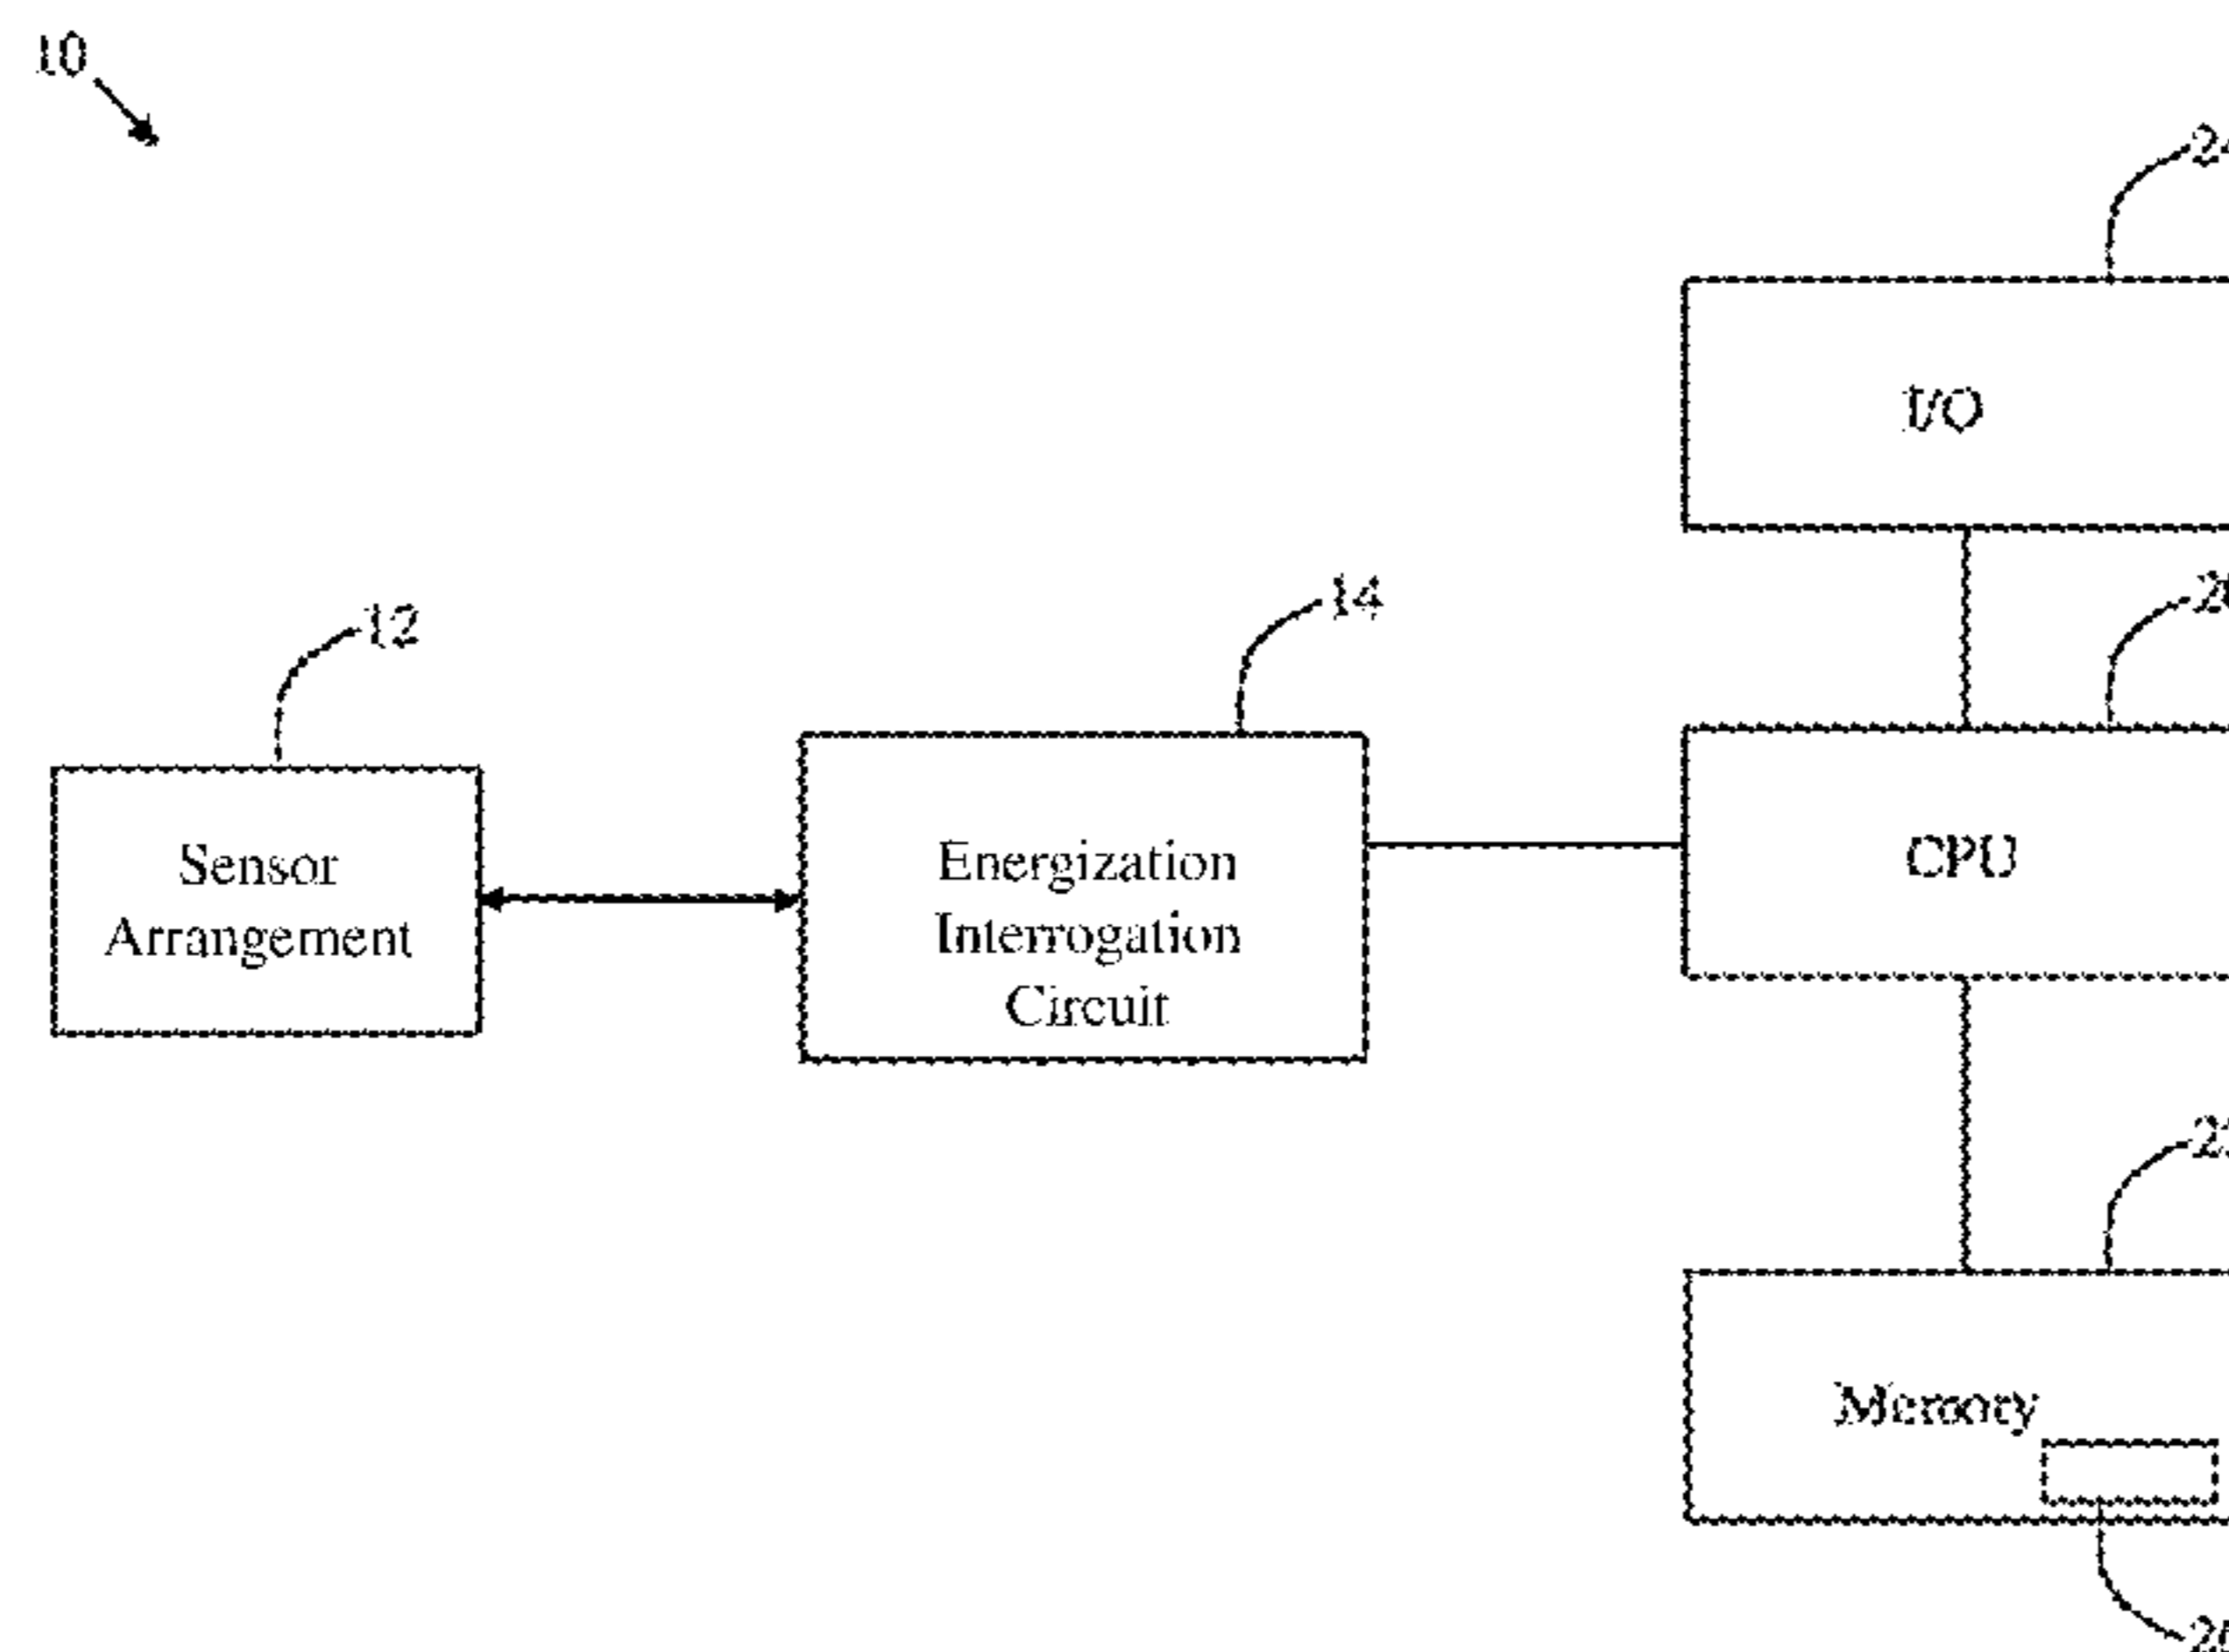 10
I/O
12
14
Sensor
Arrangement
Energization
Interrogation
Circuit
CPU
Memory